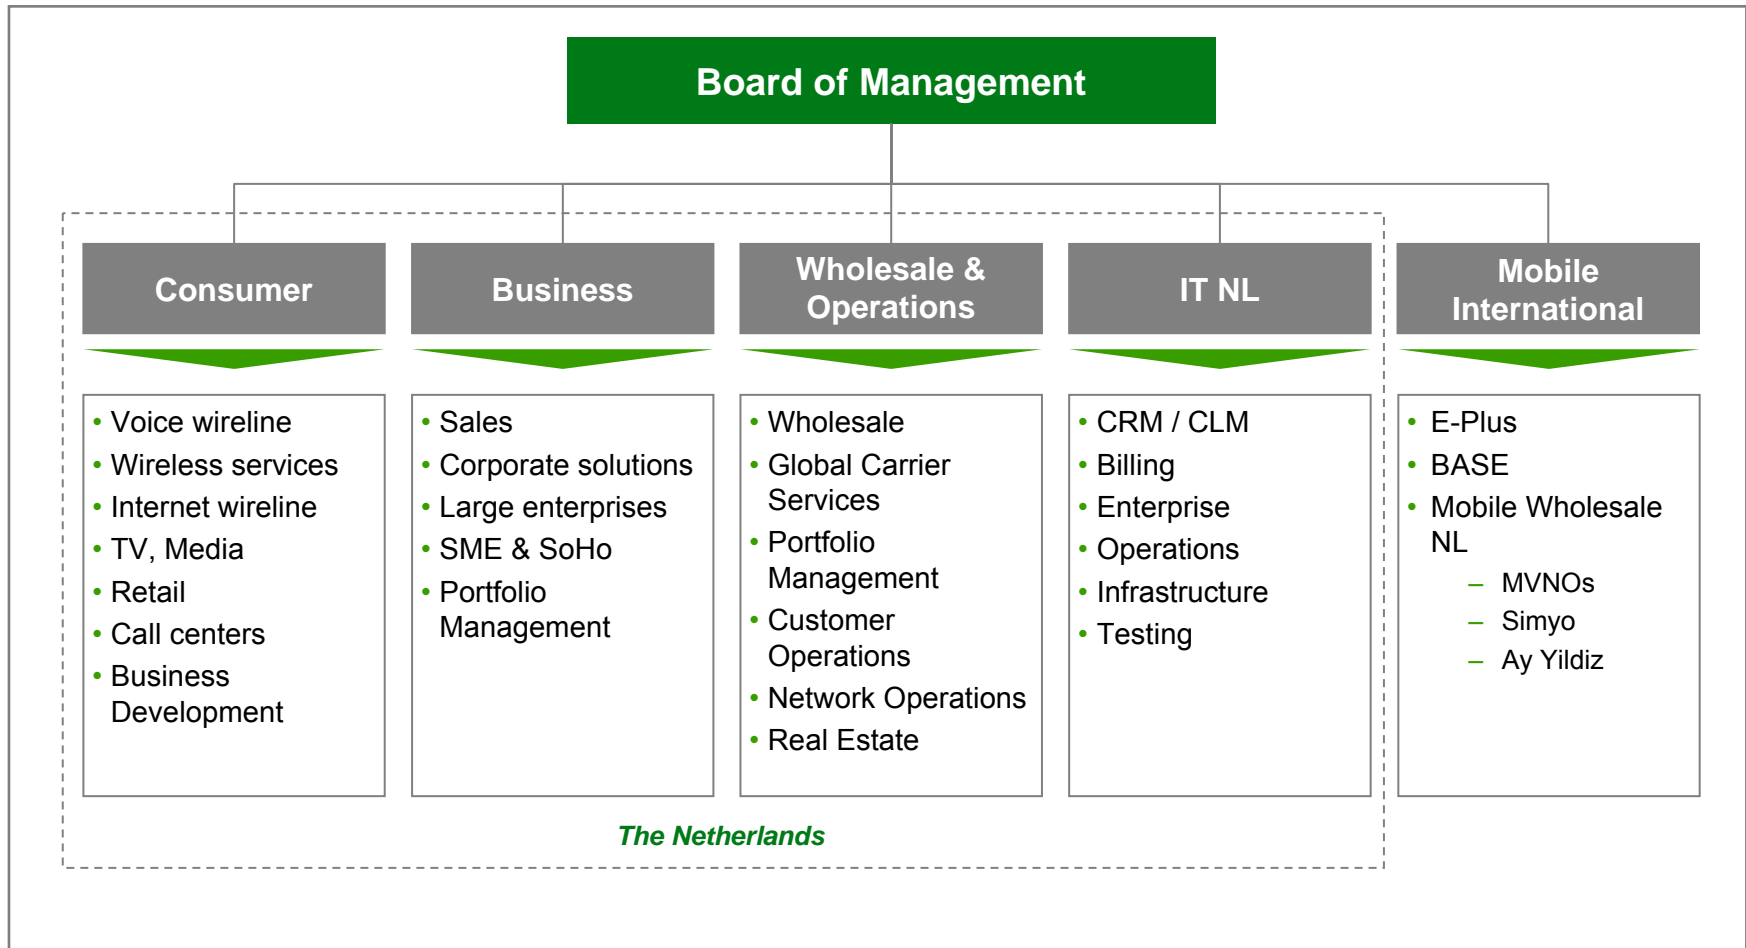 Board of Management
Consumer
Business
Wholesale &
Operations
IT NL
Mobile
International
• Voice wireline
• Wireless services
• Internet wireline
• TV, Media
• Retail
• Call centers
• Business
Development
• Sales
• Corporate solutions
• Large enterprises
• SME & SoHo
• Portfolio
Management
• Wholesale
• Global Carrier
Services
• Portfolio
Management
• Customer
Operations
• Network Operations
• Real Estate
• CRM / CLM
• Billing
• Enterprise
• Operations
• Infrastructure
• Testing
• E-Plus
• BASE
• Mobile Wholesale
NL
– MVNOs
– Simyo
– Ay Yildiz
The Netherlands